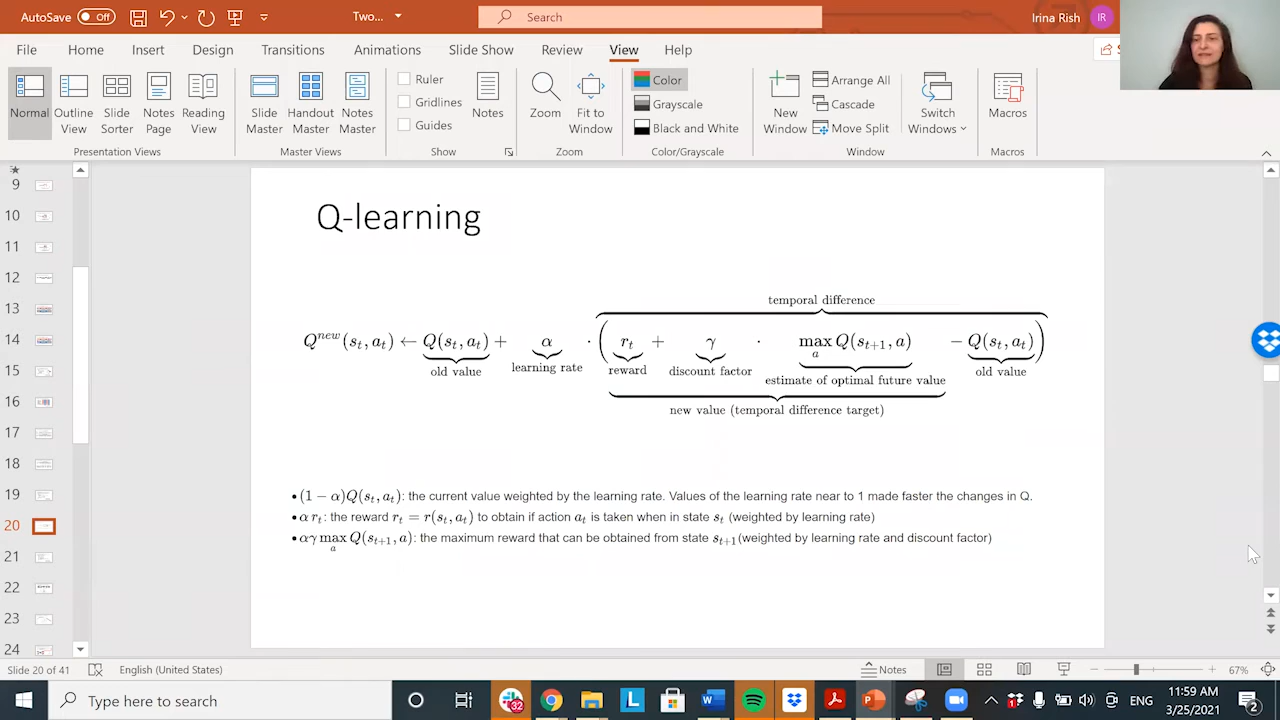 AutoSave Off
Two...
Search
Irina Rish
IR
File Home Insert Design Transitions Animations Slide Show Review View Help
Normal
Outline View
Slide Sorter
Notes Page
Reading View
Presentation Views
Slide Master
Handout Master
Notes Master
Master Views
Ruler
Gridlines
Guides
Show
Notes
Zoom
Fit to Window
Zoom
Color
Grayscale
Black and White
Color/Grayscale
New Window
Arrange All
Cascade
Move Split
Switch Windows
Window
Macros
Macros
9
10
11
12
13
14
15
16
17
18
19
20
21
22
23
24
Q-learning
temporal difference
Q^{new}(s_t, a_t) ← Q(s_t, a_t) + α · ( r_t + γ · max_a Q(s_{t+1}, a) − Q(s_t, a_t) )
old value
learning rate
reward
discount factor
estimate of optimal future value
old value
new value (temporal difference target)
• (1 − α)Q(s_t, a_t): the current value weighted by the learning rate. Values of the learning rate near to 1 made faster the changes in Q.
• α r_t: the reward r_t = r(s_t, a_t) to obtain if action a_t is taken when in state s_t (weighted by learning rate)
• αγ max_a Q(s_{t+1}, a): the maximum reward that can be obtained from state s_{t+1}(weighted by learning rate and discount factor)
Slide 20 of 41
English (United States)
Notes
67%
Type here to search
32
L
ENG
11:59 AM
3/25/2021
2